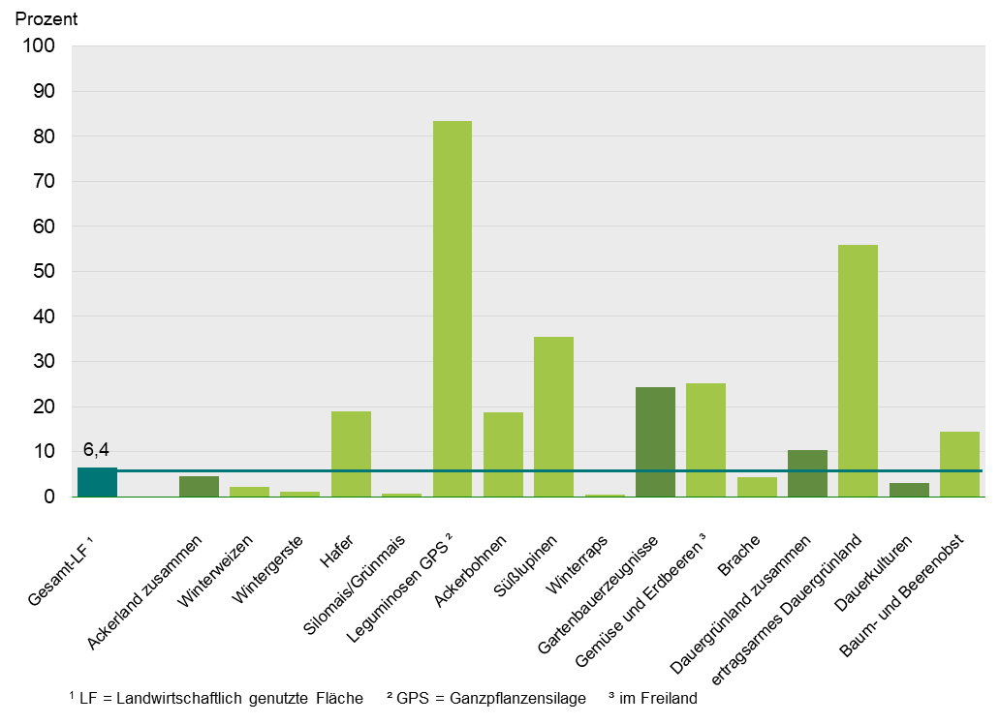 Prozent
100
90
80
70
60
50
40
30
20
10
0
6,4
Gesamt-LF ¹
Ackerland zusammen
Winterweizen
Wintergerste
Hafer
Silomais/Grünmais
Leguminosen GPS ²
Ackerbohnen
Süßlupinen
Winterraps
Gartenbauerzeugnisse
Gemüse und Erdbeeren ³
Brache
Dauergrünland zusammen
ertragsarmes Dauergrünland
Dauerkulturen
Baum- und Beerenobst
¹ LF = Landwirtschaftlich genutzte Fläche ² GPS = Ganzpflanzensilage ³ im Freiland